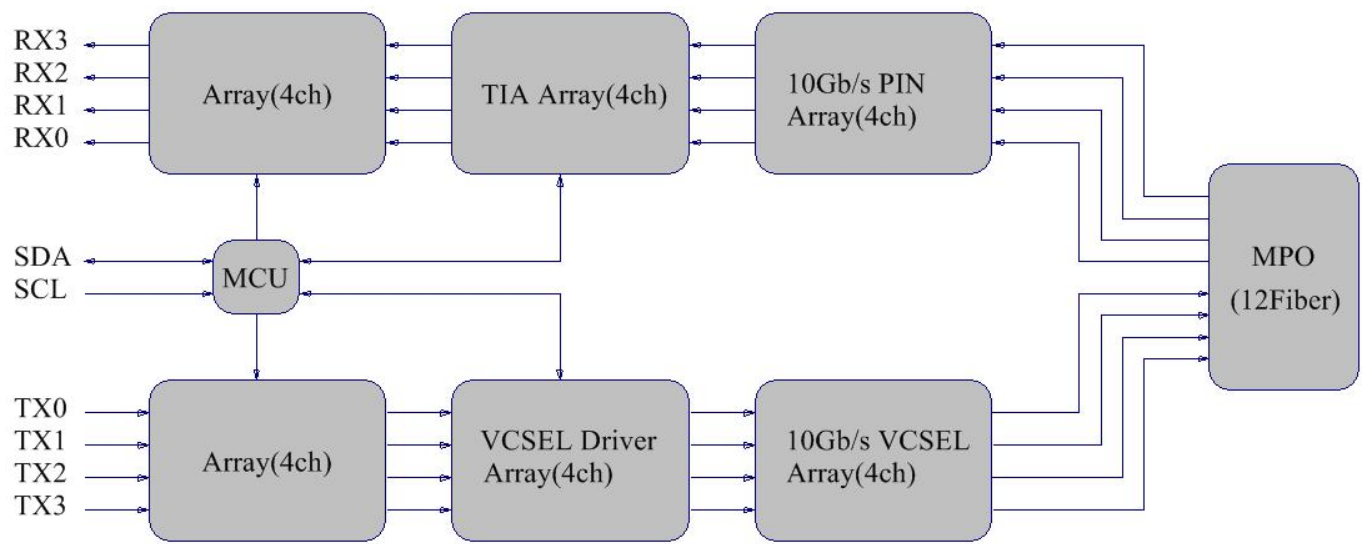 RX3
RX2
RX1
RX0
Array(4ch)
TIA Array(4ch)
10Gb/s PIN
Array(4ch)
SDA
SCL
MCU
MPO
(12Fiber)
TX0
TX1
TX2
TX3
Array(4ch)
VCSEL Driver
Array(4ch)
10Gb/s VCSEL
Array(4ch)